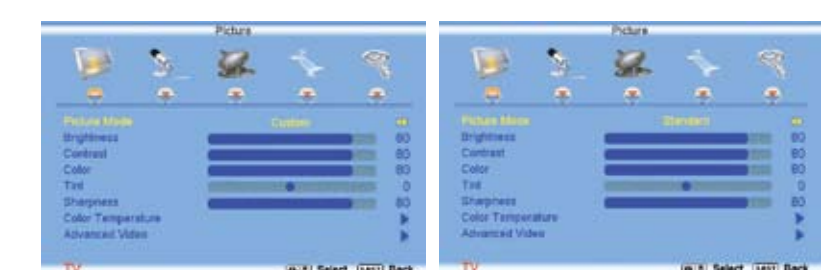 Picture
Picture Mode Custom
Brightness 80
Contrast 80
Color 80
Tint 0
Sharpness 80
Color Temperature
Advanced Video
TV Select Back
Picture
Picture Mode Standard
Brightness 80
Contrast 80
Color 80
Tint 0
Sharpness 80
Color Temperature
Advanced Video
TV Select Back